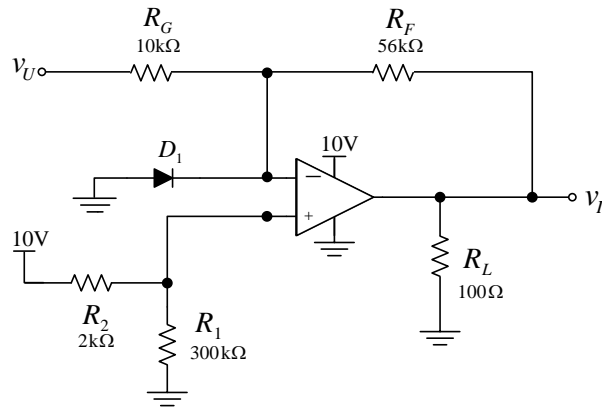 R_G
10kΩ
R_F
56kΩ
v_U
D_1
10V
−
+
v_I
10V
R_2
2kΩ
R_1
300kΩ
R_L
100Ω